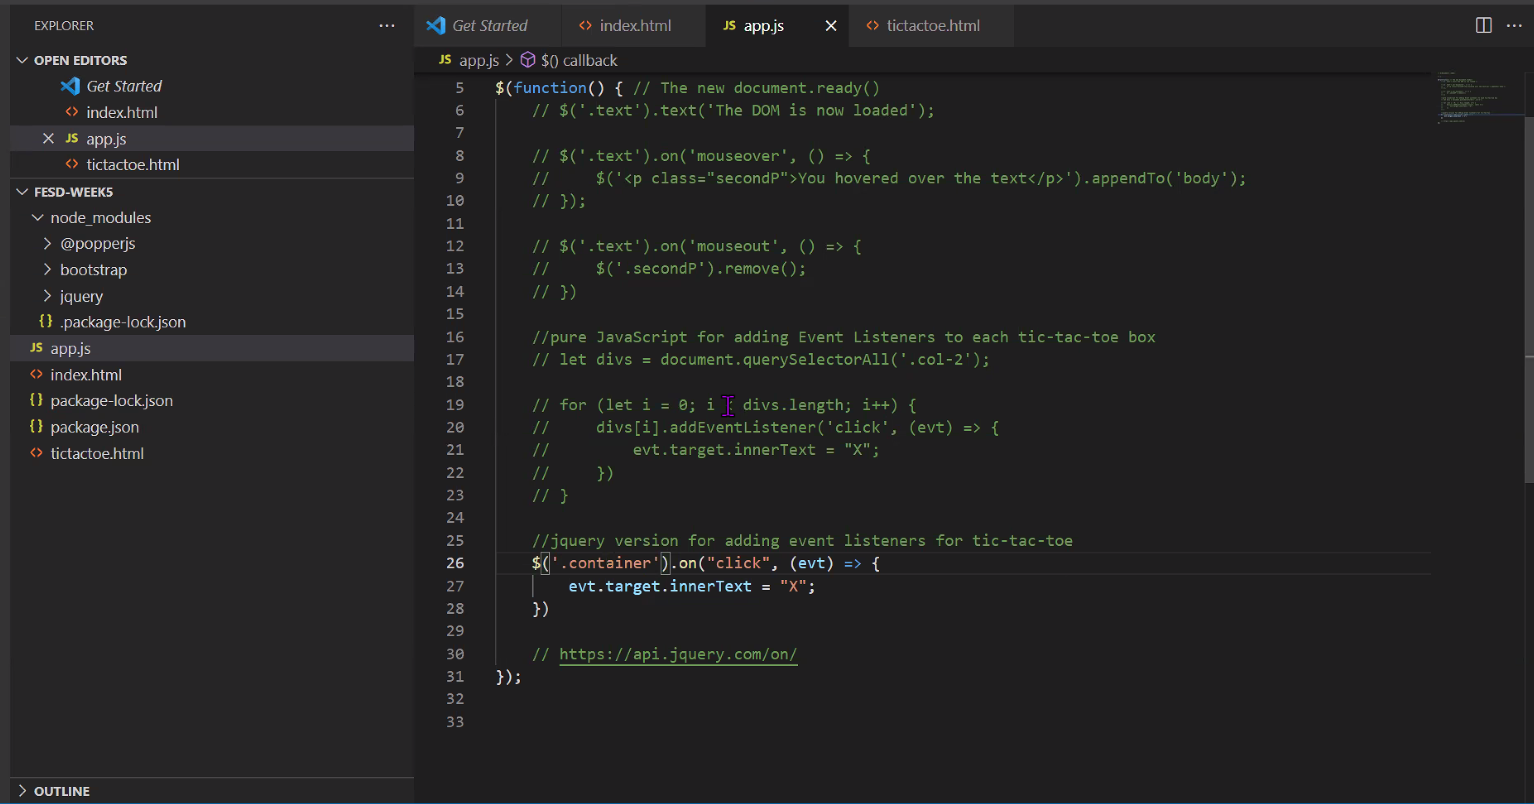 EXPLORER
OPEN EDITORS
Get Started
index.html
JS app.js
tictactoe.html
FESD-WEEK5
node_modules
@popperjs
bootstrap
jquery
{} .package-lock.json
JS app.js
index.html
{} package-lock.json
{} package.json
tictactoe.html
OUTLINE
Get Started index.html JS app.js tictactoe.html
JS app.js > $() callback
5 $(function() { // The new document.ready()
6 // $('.text').text('The DOM is now loaded');
7
8 // $('.text').on('mouseover', () => {
9 // $('<p class="secondP">You hovered over the text</p>').appendTo('body');
10 // });
11
12 // $('.text').on('mouseout', () => {
13 // $('.secondP').remove();
14 // })
15
16 //pure JavaScript for adding Event Listeners to each tic-tac-toe box
17 // let divs = document.querySelectorAll('.col-2');
18
19 // for (let i = 0; i divs.length; i++) {
20 // divs[i].addEventListener('click', (evt) => {
21 // evt.target.innerText = "X";
22 // })
23 // }
24
25 //jquery version for adding event listeners for tic-tac-toe
26 $('.container').on("click", (evt) => {
27 evt.target.innerText = "X";
28 })
29
30 // https://api.jquery.com/on/
31 });
32
33